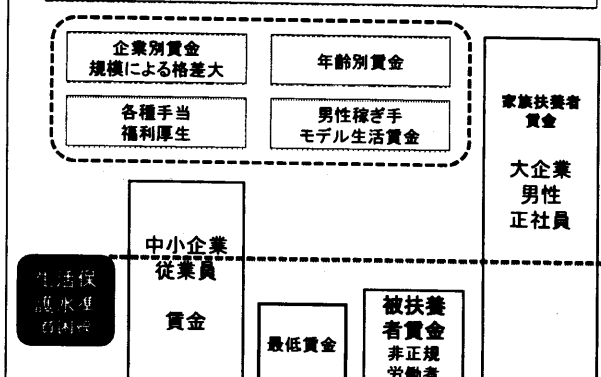 企業別賃金
規模による格差大
年齢別賃金
各種手当
福利厚生
男性稼ぎ手
モデル生活賃金
家族扶養者
賃金
大企業
男性
正社員
中小企業
従業員
賃金
生活保
護水準
最低賃金
被扶養
者賃金
非正規
労働者